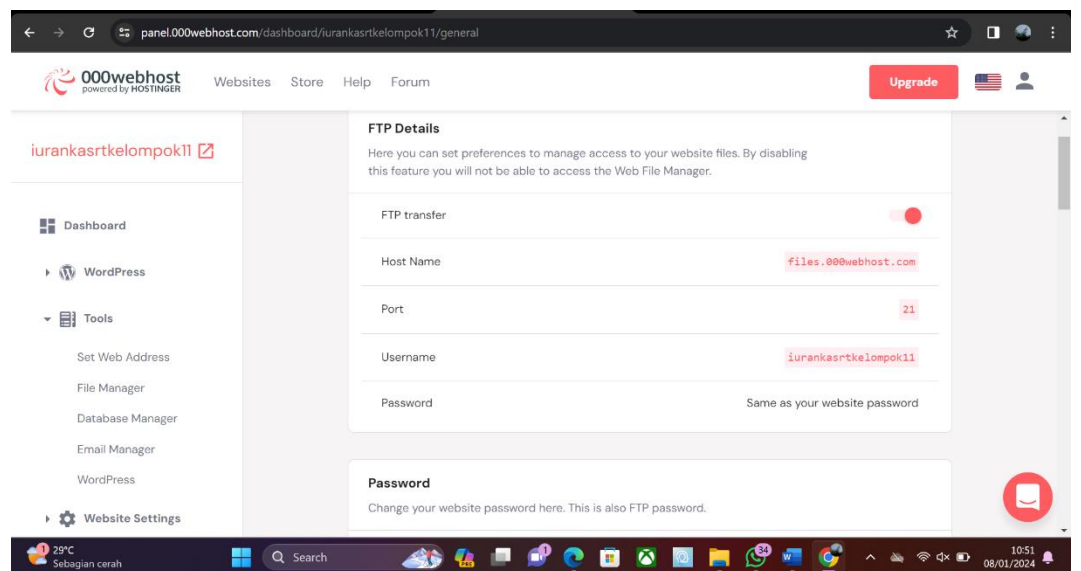 panel.000webhost.com/dashboard/iurankasrtkelompok11/general
000webhost
powered by HOSTINGER
Websites Store Help Forum
Upgrade
iurankasrtkelompok11
Dashboard
WordPress
Tools
Set Web Address
File Manager
Database Manager
Email Manager
WordPress
Website Settings
FTP Details
Here you can set preferences to manage access to your website files. By disabling
this feature you will not be able to access the Web File Manager.
FTP transfer
Host Name files.000webhost.com
Port 21
Username iurankasrtkelompok11
Password Same as your website password
Password
Change your website password here. This is also FTP password.
1
29°C
Sebagian cerah
Search
PRE
34
10:51
08/01/2024